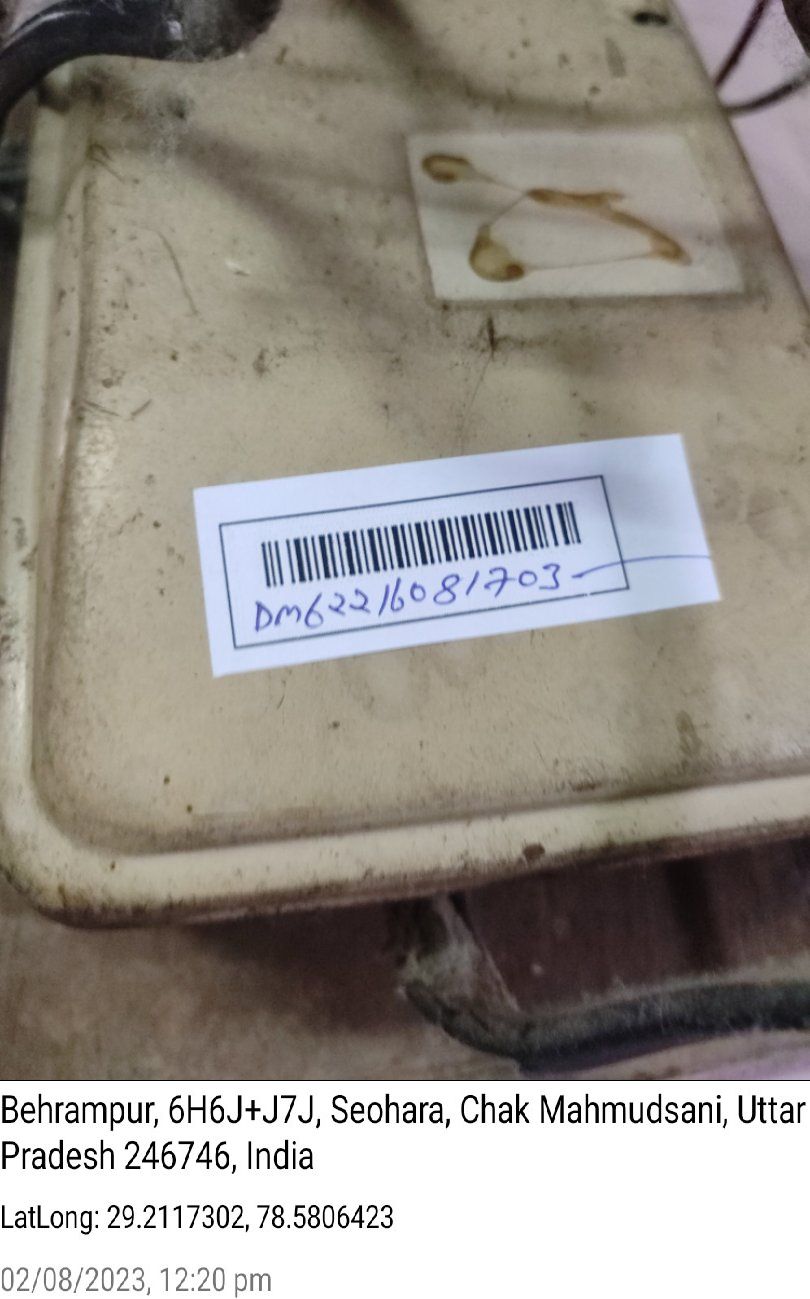 DM62216081703
Behrampur, 6H6J+J7J, Seohara, Chak Mahmudsani, Uttar
Pradesh 246746, India
LatLong: 29.2117302, 78.5806423
02/08/2023, 12:20 pm